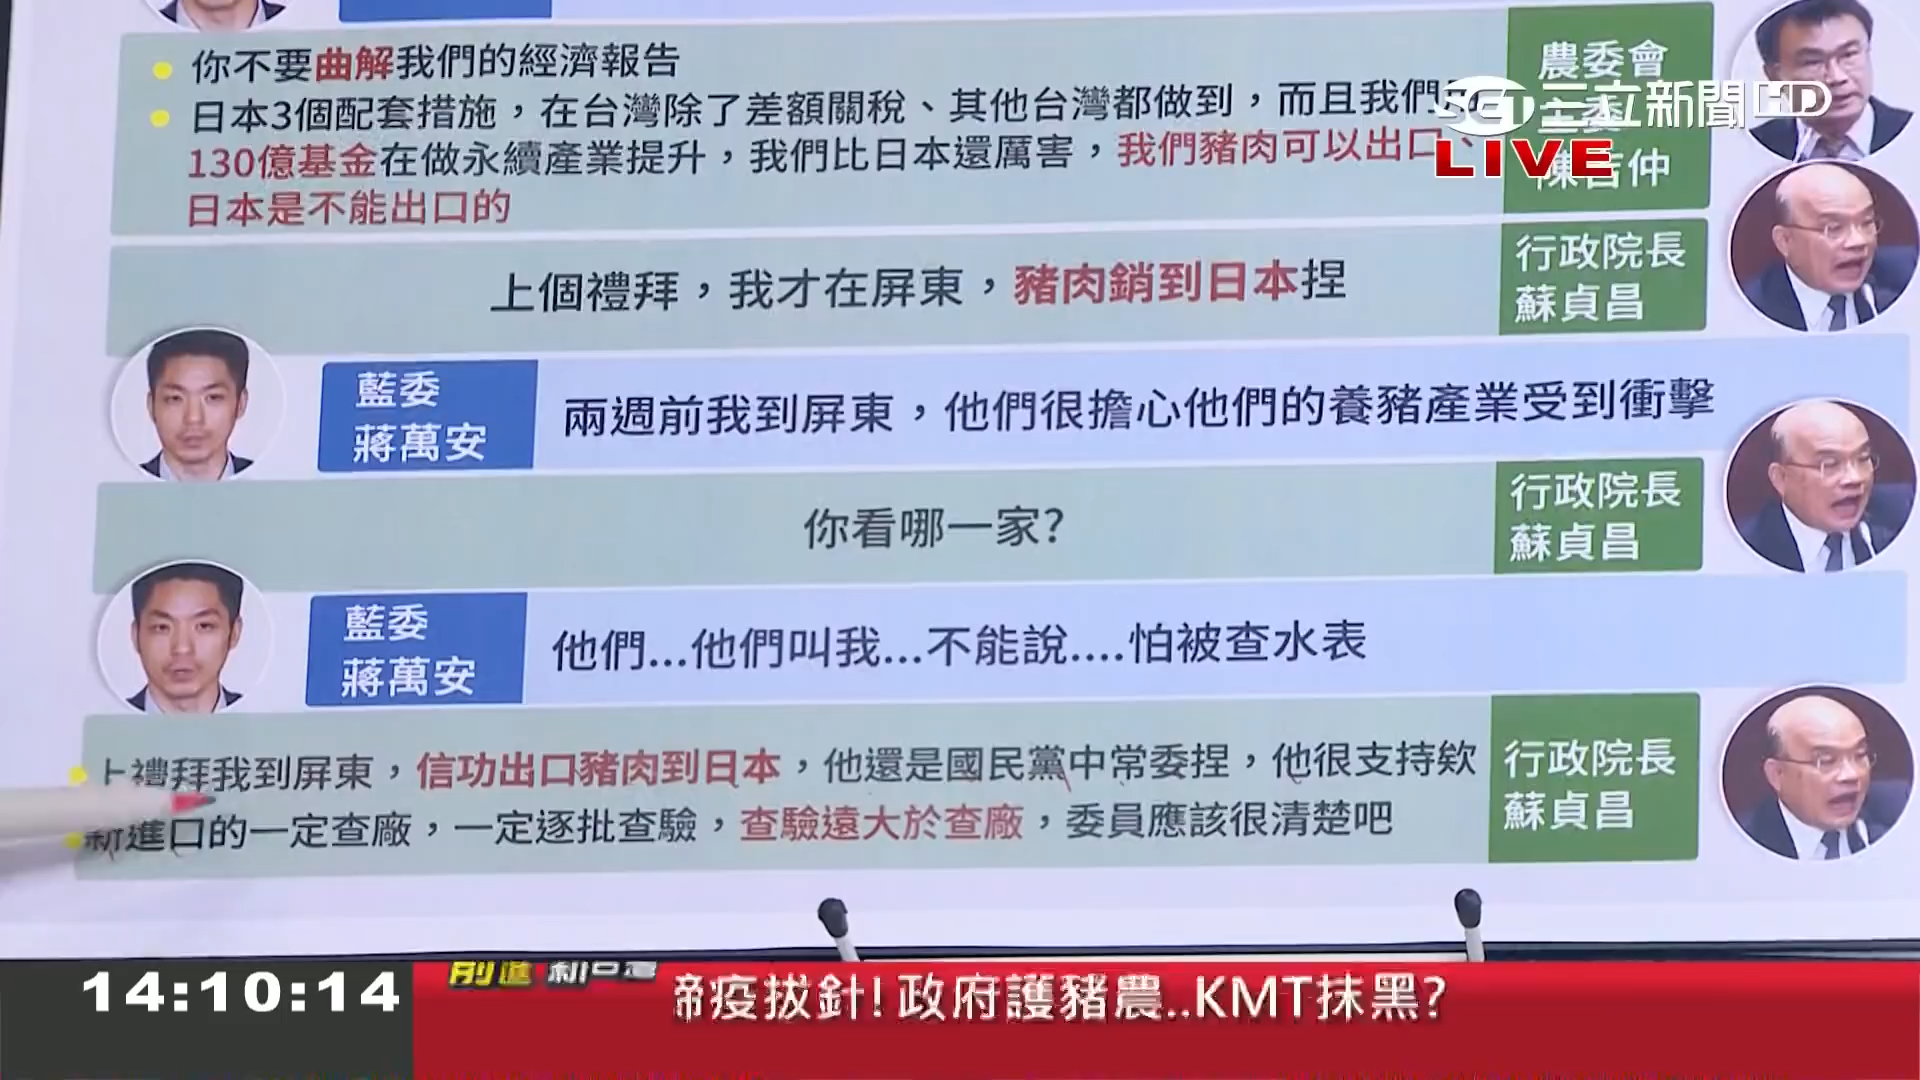 你不要曲解我們的經濟報告
日本3個配套措施，在台灣除了差額關稅、其他台灣都做到，而且我們
130億基金在做永續產業提升，我們比日本還厲害，我們豬肉可以出口、
日本是不能出口的
農委會
主委
陳吉仲
SET三立新聞HD
LIVE
上個禮拜，我才在屏東，豬肉銷到日本捏
行政院長
蘇貞昌
藍委
蔣萬安
兩週前我到屏東，他們很擔心他們的養豬產業受到衝擊
你看哪一家?
行政院長
蘇貞昌
藍委
蔣萬安
他們...他們叫我...不能說....怕被查水表
上禮拜我到屏東，信功出口豬肉到日本，他還是國民黨中常委捏，他很支持欸
新進口的一定查廠，一定逐批查驗，查驗遠大於查廠，委員應該很清楚吧
行政院長
蘇貞昌
14:10:14
前進新台灣
蹄疫拔針!政府護豬農..KMT抹黑?